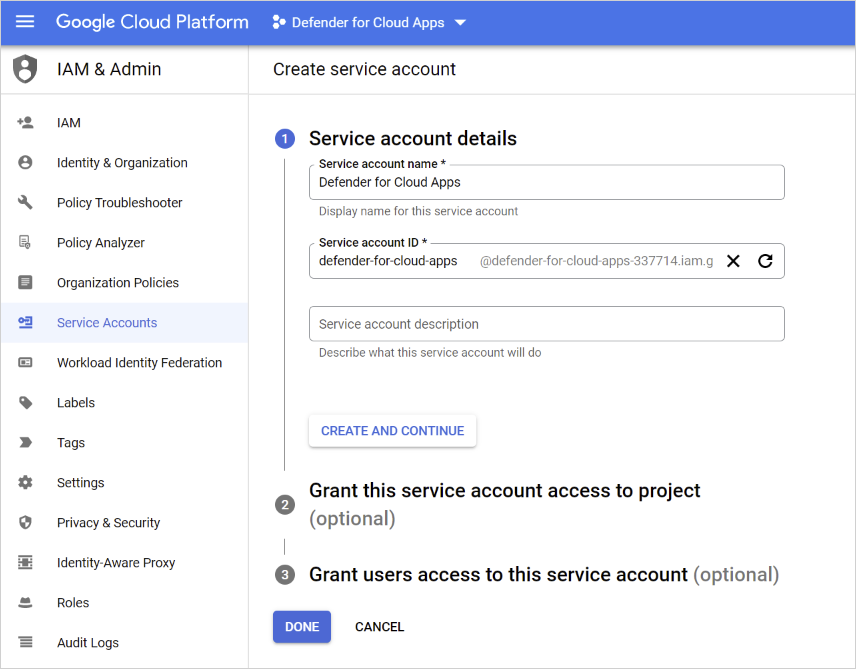 Google Cloud Platform
Defender for Cloud Apps
IAM & Admin
IAM
Identity & Organization
Policy Troubleshooter
Policy Analyzer
Organization Policies
Service Accounts
Workload Identity Federation
Labels
Tags
Settings
Privacy & Security
Identity-Aware Proxy
Roles
Audit Logs
Create service account
1 Service account details
Service account name *
Defender for Cloud Apps
Display name for this service account
Service account ID *
defender-for-cloud-apps @defender-for-cloud-apps-337714.iam.g
Service account description
Describe what this service account will do
CREATE AND CONTINUE
2 Grant this service account access to project
(optional)
3 Grant users access to this service account (optional)
DONE CANCEL